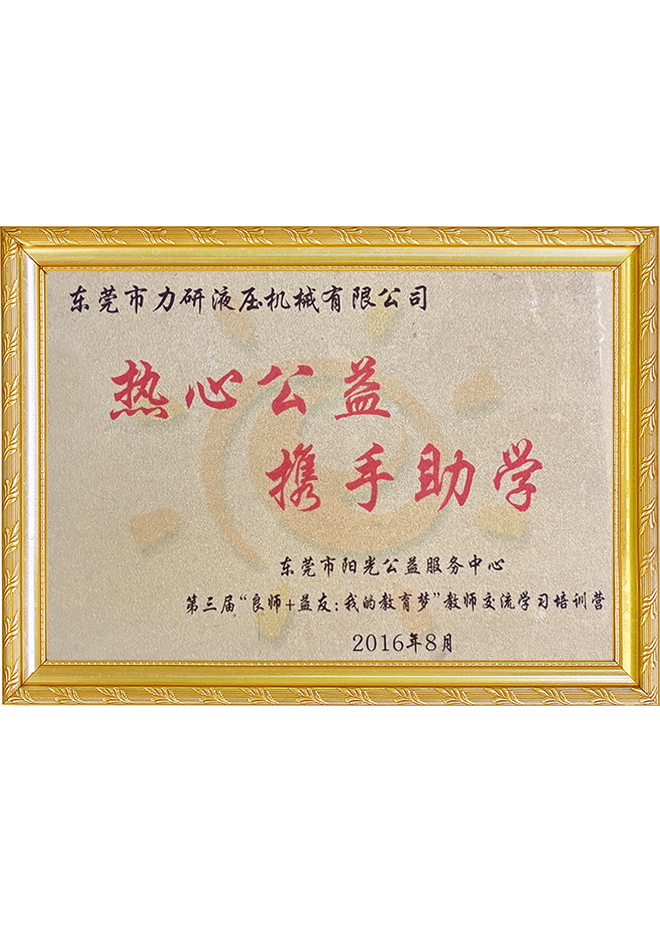 东莞市力研液压机械有限公司
热心公益
携手助学
东莞市阳光公益服务中心
第三届“良师+益友:我的教育梦”教师交流学习培训营
2016年8月